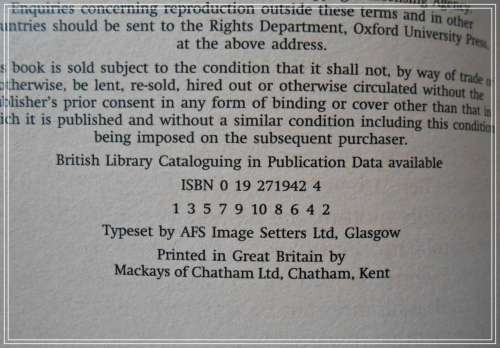 Enquiries concerning reproduction outside these terms and in other
untries should be sent to the Rights Department, Oxford University Press,
at the above address.
s book is sold subject to the condition that it shall not, by way of trade o
otherwise, be lent, re-sold, hired out or otherwise circulated without the
blisher's prior consent in any form of binding or cover other than that in
ich it is published and without a similar condition including this condition
being imposed on the subsequent purchaser.
British Library Cataloguing in Publication Data available
ISBN 0 19 271942 4
1 3 5 7 9 10 8 6 4 2
Typeset by AFS Image Setters Ltd, Glasgow
Printed in Great Britain by
Mackays of Chatham Ltd, Chatham, Kent